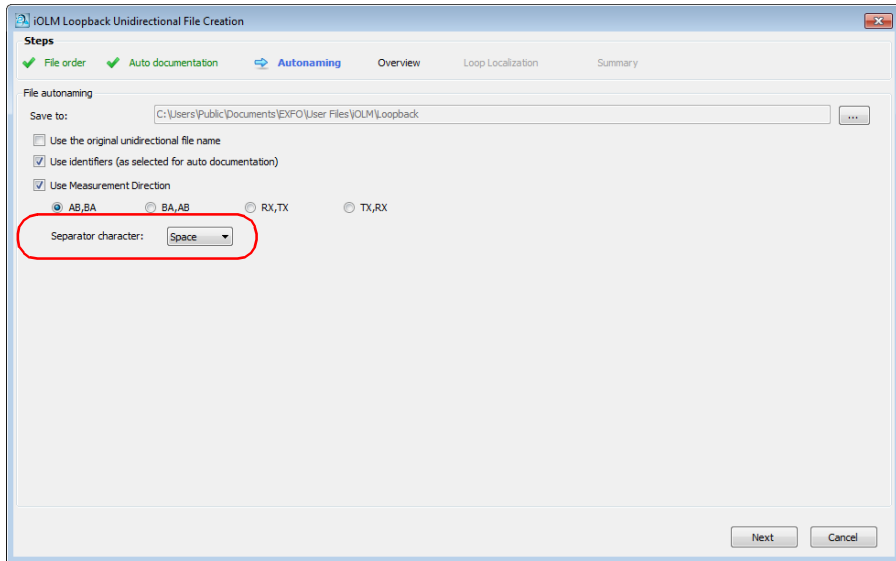 iOLM Loopback Unidirectional File Creation
Steps
File order Auto documentation Autonaming Overview Loop Localization Summary
File autonaming
Save to: C:\Users\Public\Documents\EXFO\User Files\iOLM\Loopback ...
Use the original unidirectional file name
Use identifiers (as selected for auto documentation)
Use Measurement Direction
AB,BA BA,AB RX,TX TX,RX
Separator character: Space
Next Cancel